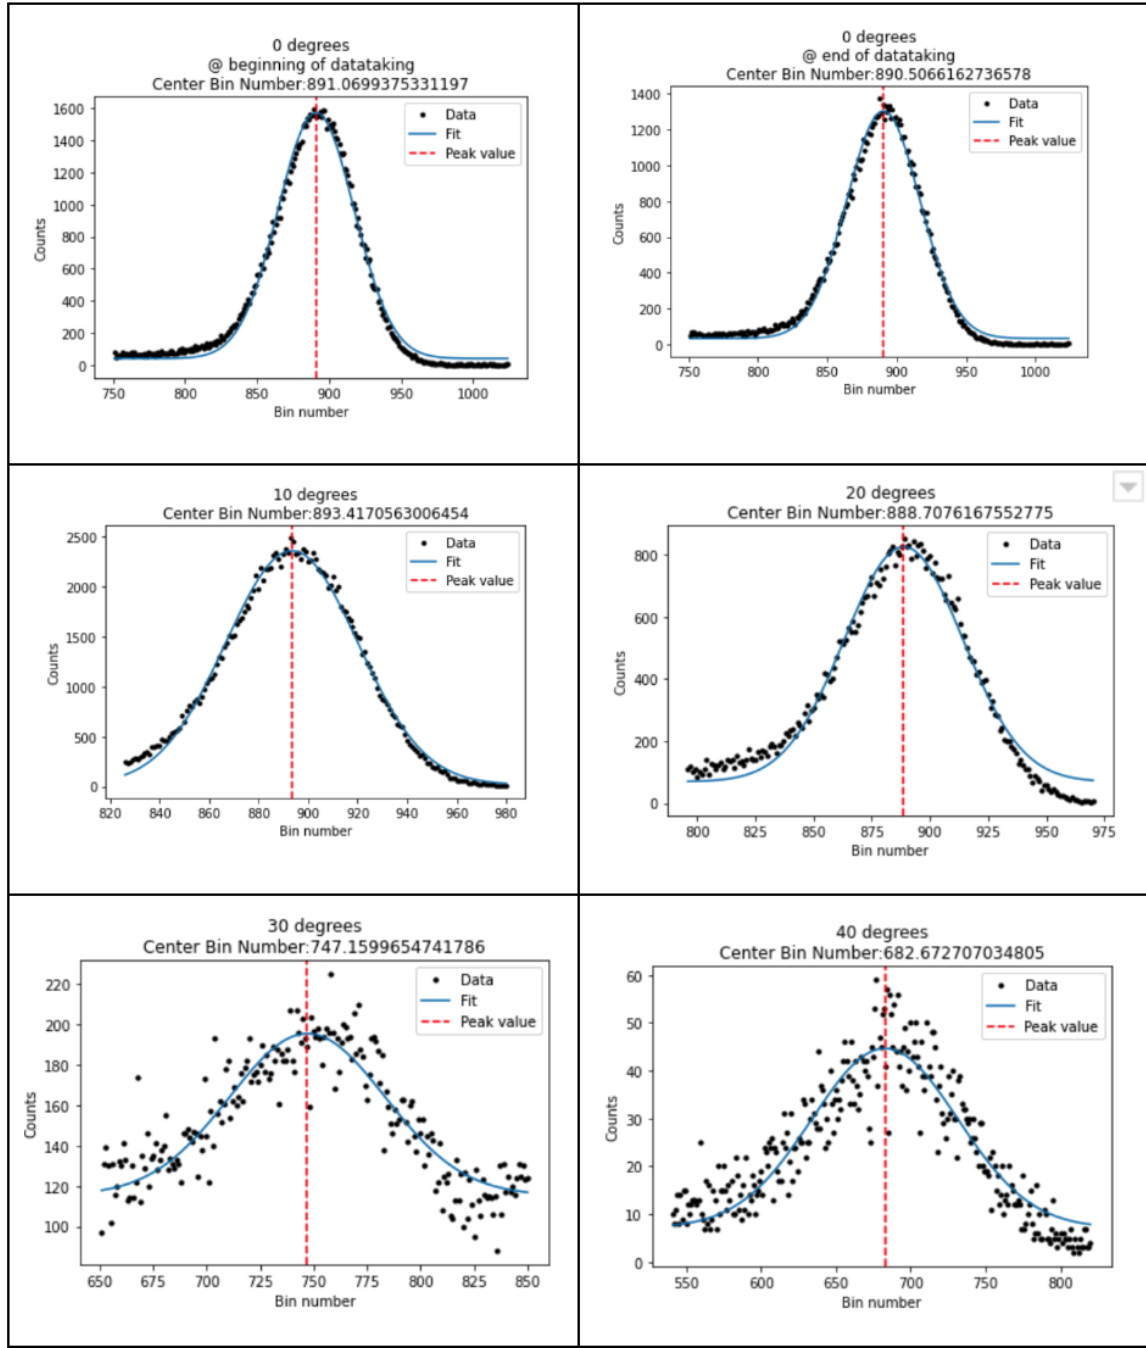 0 degrees
@ beginning of datataking
Center Bin Number:891.0699375331197
1600
1400
1200
1000
800
600
400
200
0
Counts
Data
Fit
Peak value
750 800 850 900 950 1000
Bin number
0 degrees
@ end of datataking
Center Bin Number:890.5066162736578
1400
1200
1000
800
600
400
200
0
Counts
Data
Fit
Peak value
750 800 850 900 950 1000
Bin number
10 degrees
Center Bin Number:893.4170563006454
2500
2000
1500
1000
500
0
Counts
Data
Fit
Peak value
820 840 860 880 900 920 940 960 980
Bin number
20 degrees
Center Bin Number:888.7076167552775
800
600
400
200
0
Counts
Data
Fit
Peak value
800 825 850 875 900 925 950 975
Bin number
30 degrees
Center Bin Number:747.1599654741786
220
200
180
160
140
120
100
Counts
Data
Fit
Peak value
650 675 700 725 750 775 800 825 850
Bin number
40 degrees
Center Bin Number:682.672707034805
60
50
40
30
20
10
0
Counts
Data
Fit
Peak value
550 600 650 700 750 800
Bin number